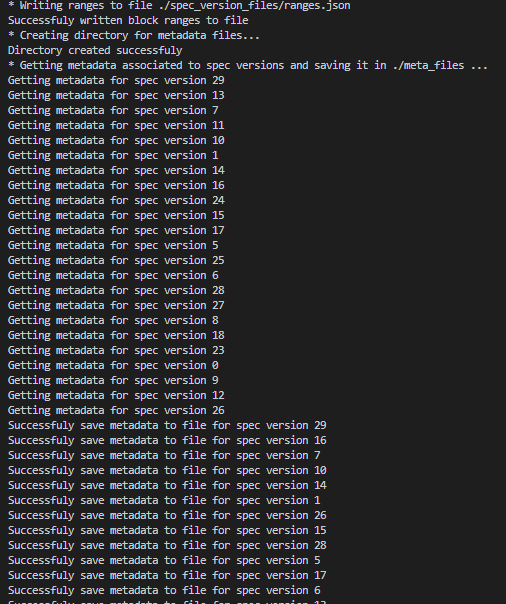 * Writing ranges to file ./spec_version_files/ranges.json
Successfuly written block ranges to file
* Creating directory for metadata files...
Directory created successfuly
* Getting metadata associated to spec versions and saving it in ./meta_files ...
Getting metadata for spec version 29
Getting metadata for spec version 13
Getting metadata for spec version 7
Getting metadata for spec version 11
Getting metadata for spec version 10
Getting metadata for spec version 1
Getting metadata for spec version 14
Getting metadata for spec version 16
Getting metadata for spec version 24
Getting metadata for spec version 15
Getting metadata for spec version 17
Getting metadata for spec version 5
Getting metadata for spec version 25
Getting metadata for spec version 6
Getting metadata for spec version 28
Getting metadata for spec version 27
Getting metadata for spec version 8
Getting metadata for spec version 18
Getting metadata for spec version 23
Getting metadata for spec version 0
Getting metadata for spec version 9
Getting metadata for spec version 12
Getting metadata for spec version 26
Successfuly save metadata to file for spec version 29
Successfuly save metadata to file for spec version 16
Successfuly save metadata to file for spec version 7
Successfuly save metadata to file for spec version 10
Successfuly save metadata to file for spec version 14
Successfuly save metadata to file for spec version 1
Successfuly save metadata to file for spec version 26
Successfuly save metadata to file for spec version 15
Successfuly save metadata to file for spec version 28
Successfuly save metadata to file for spec version 5
Successfuly save metadata to file for spec version 17
Successfuly save metadata to file for spec version 6